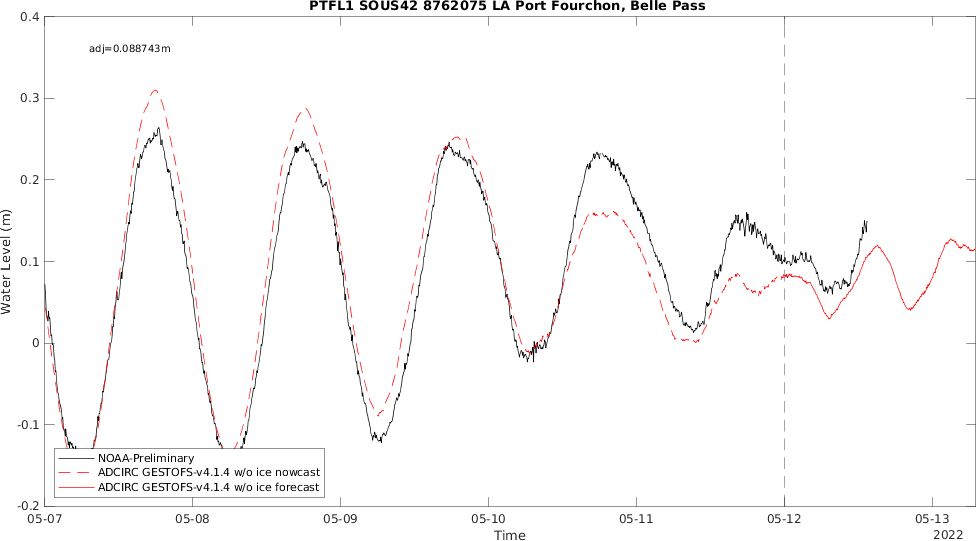 PTFL1 SOUS42 8762075 LA Port Fourchon, Belle Pass
adj=0.088743m
0.4
0.3
0.2
0.1
0
-0.1
-0.2
Water Level (m)
NOAA-Preliminary
ADCIRC GESTOFS-v4.1.4 w/o ice nowcast
ADCIRC GESTOFS-v4.1.4 w/o ice forecast
05-07 05-08 05-09 05-10 05-11 05-12 05-13
Time
2022